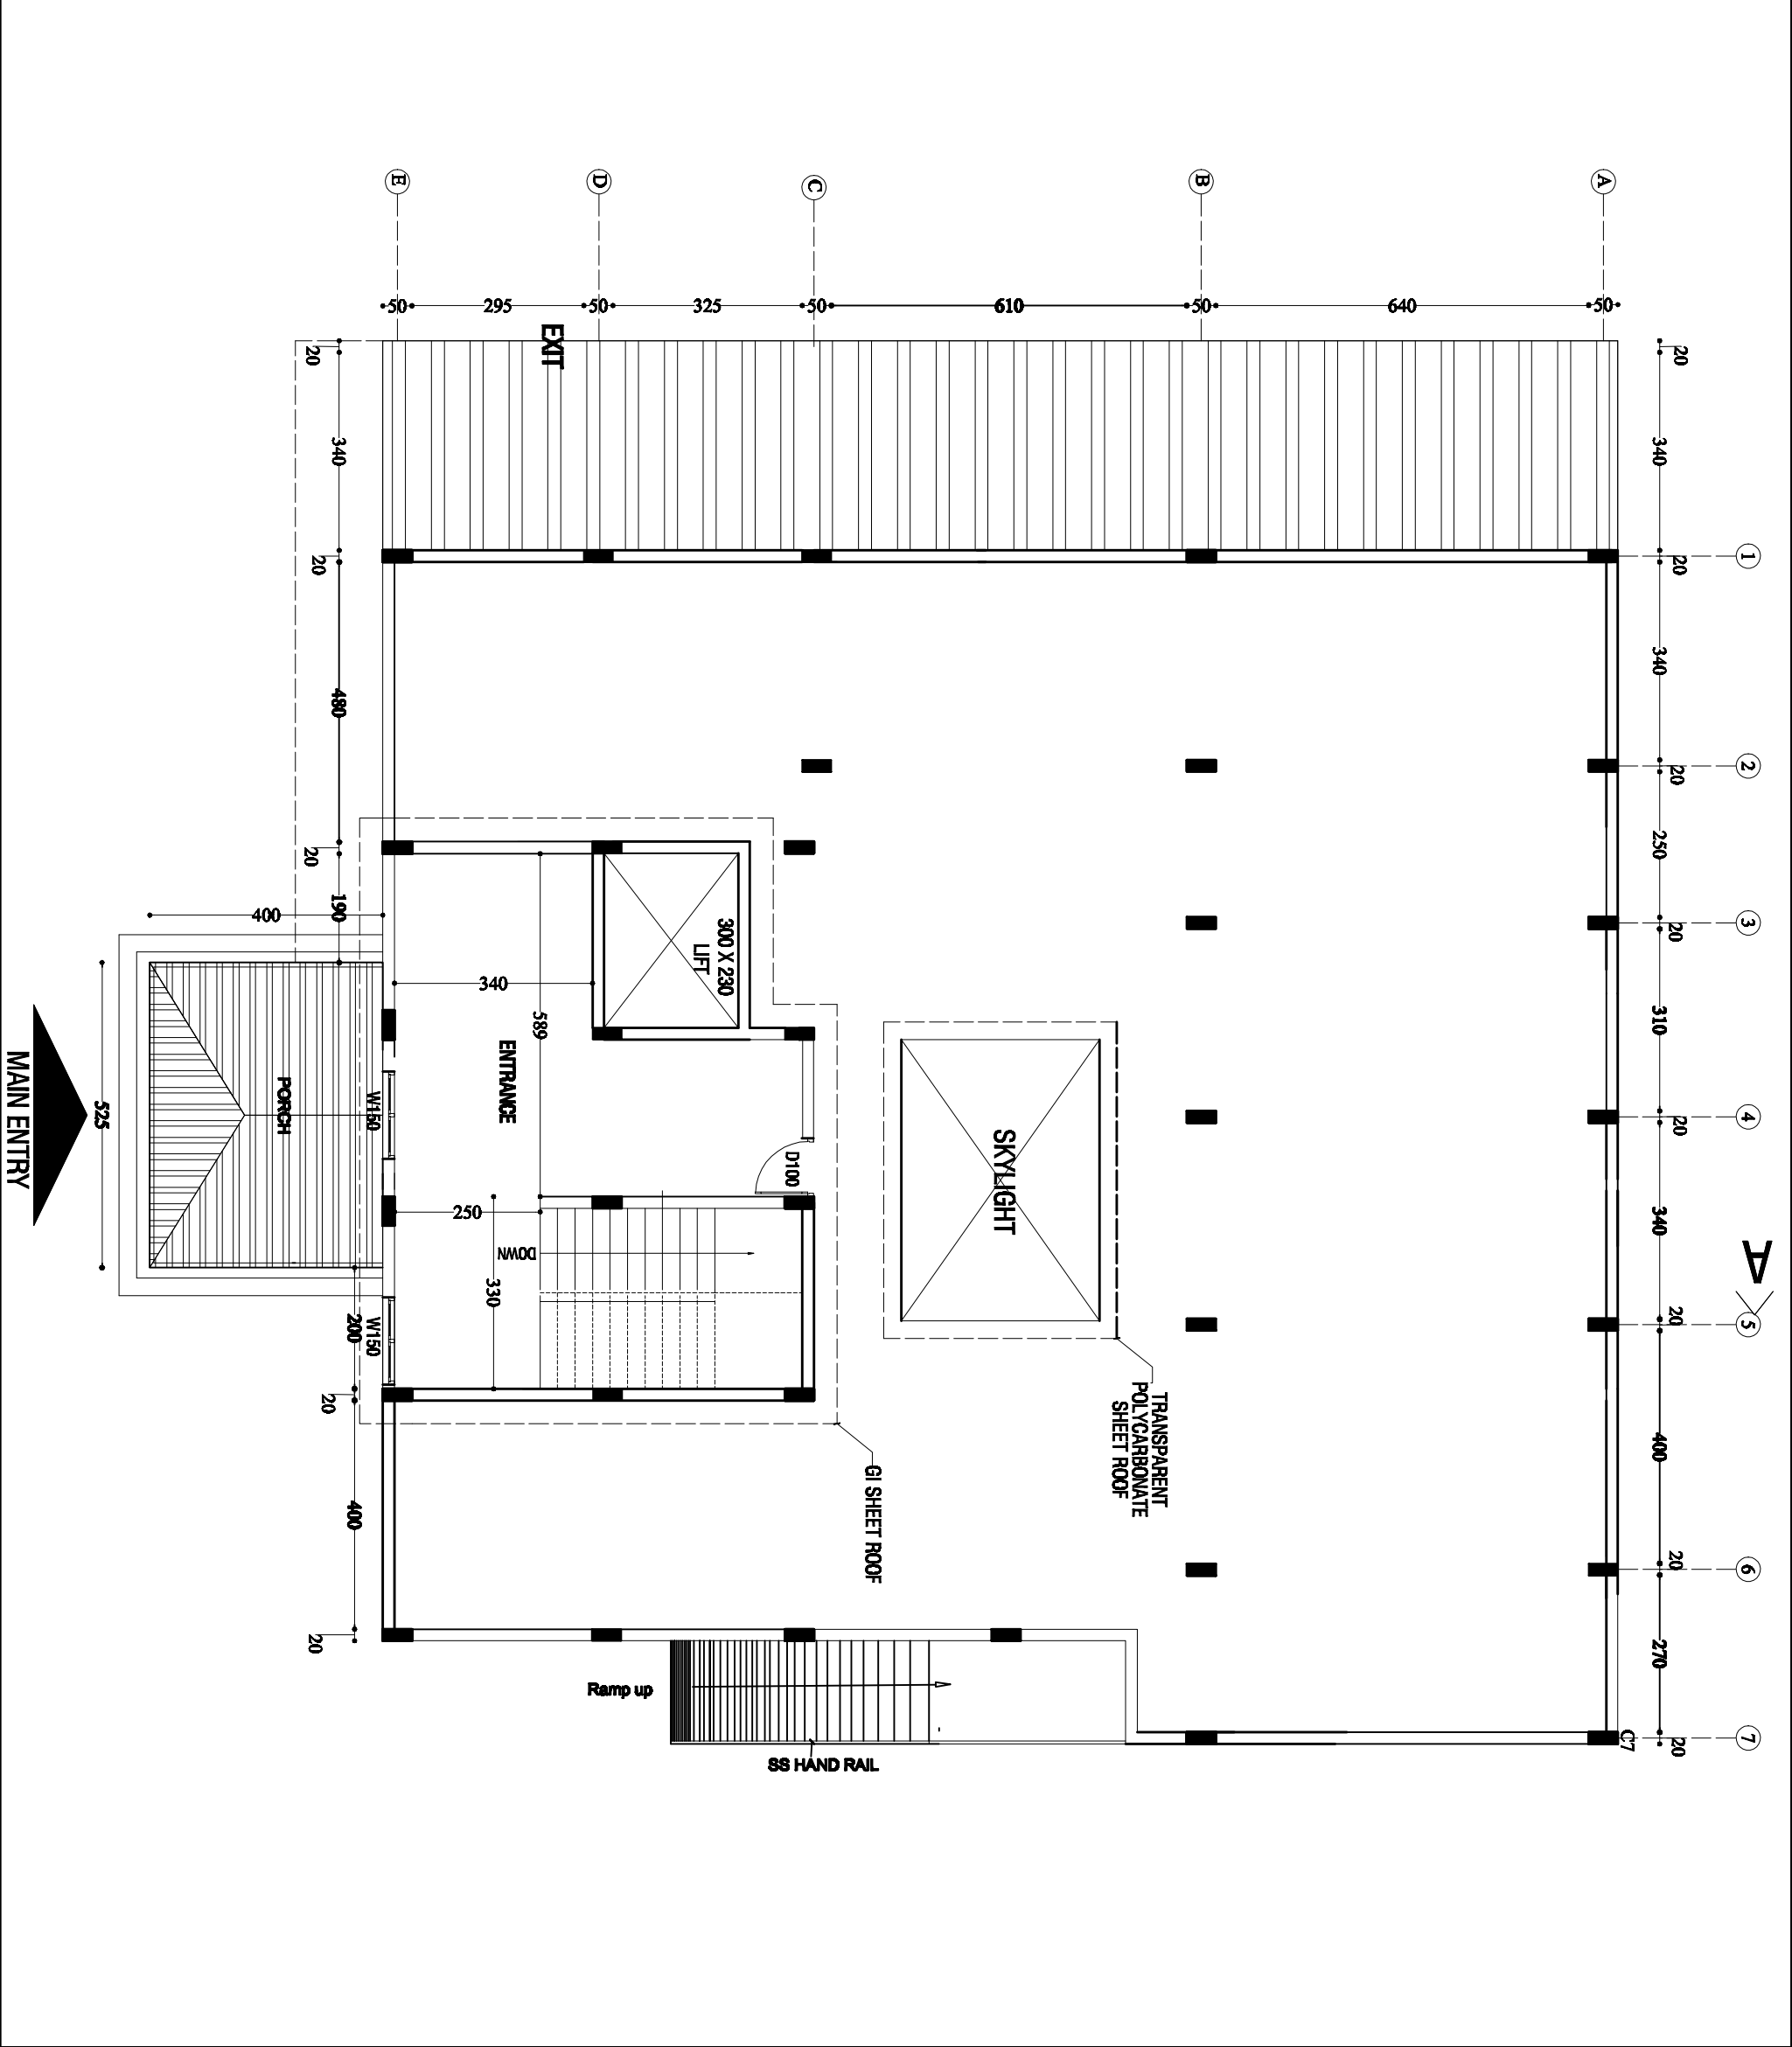 E
D
C
B
A
50
295
50
325
50
610
50
640
50
EXIT
20
20
340
340
20
20
1
480
340
20
2
20
250
190
20
3
400
300 X 230
LIFT
340
589
310
ENTRANCE
20
4
MAIN ENTRY
525
PORCH
W150
D100
SKYLIGHT
250
340
DOWN
A
330
200
W150
20
5
TRANSPARENT
POLYCARBONATE
SHEET ROOF
20
400
GI SHEET ROOF
400
20
6
20
270
Ramp up
C7
20
7
SS HAND RAIL